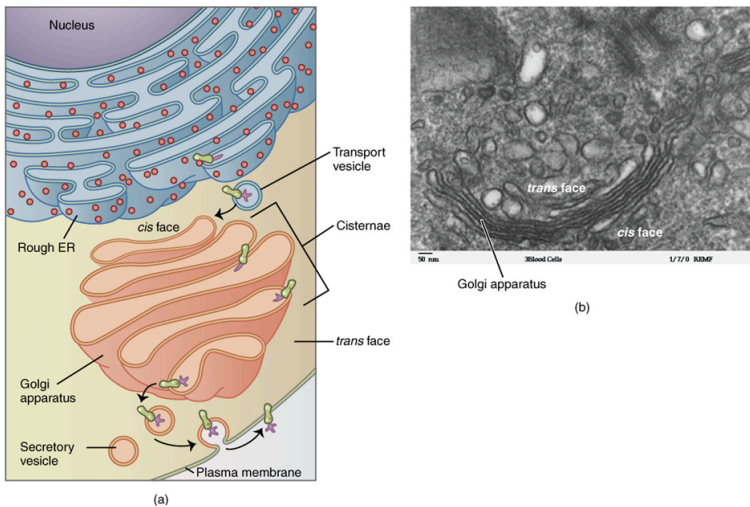 Nucleus
Transport
vesicle
cis face
Cisternae
Rough ER
trans face
Golgi
apparatus
Secretory
vesicle
Plasma membrane
(a)
trans face
cis face
50 nm
3Blood Cells
1/7/0 REMF
Golgi apparatus
(b)